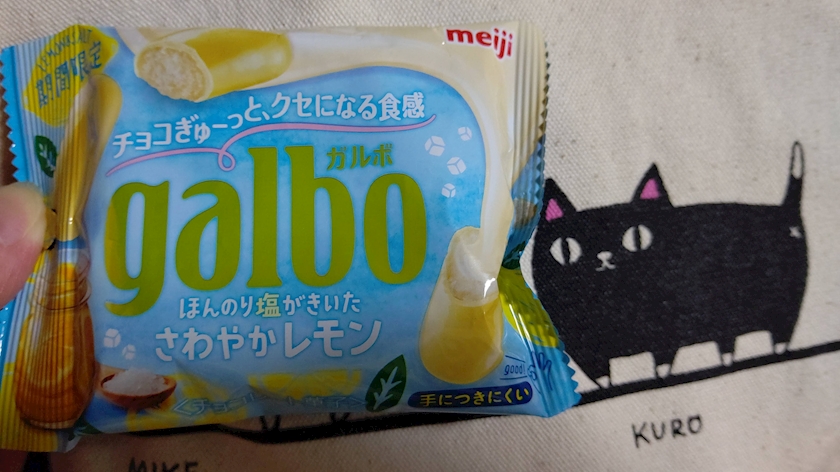 meiji
期間限定
チョコぎゅーっと、クセになる食感
ガルボ
galbo
ほんのり塩がきいた
さわやかレモン
good!
手につきにくい
KURO
MIKE